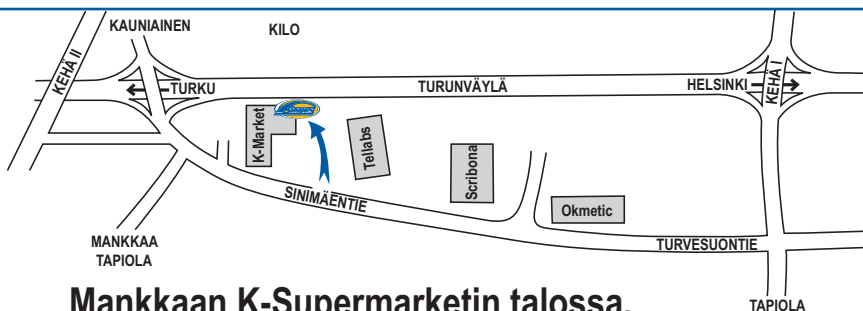 KAUNIAINEN
KILO
KEHÄ II
TURKU
TURUNVÄYLÄ
HELSINKI
KEHÄ I
K-Market
Tellabs
Scribona
Okmetic
SINIMÄENTIE
TURVESUONTIE
MANKKAA
TAPIOLA
TAPIOLA
Mankkaan K-Supermarketin talossa.